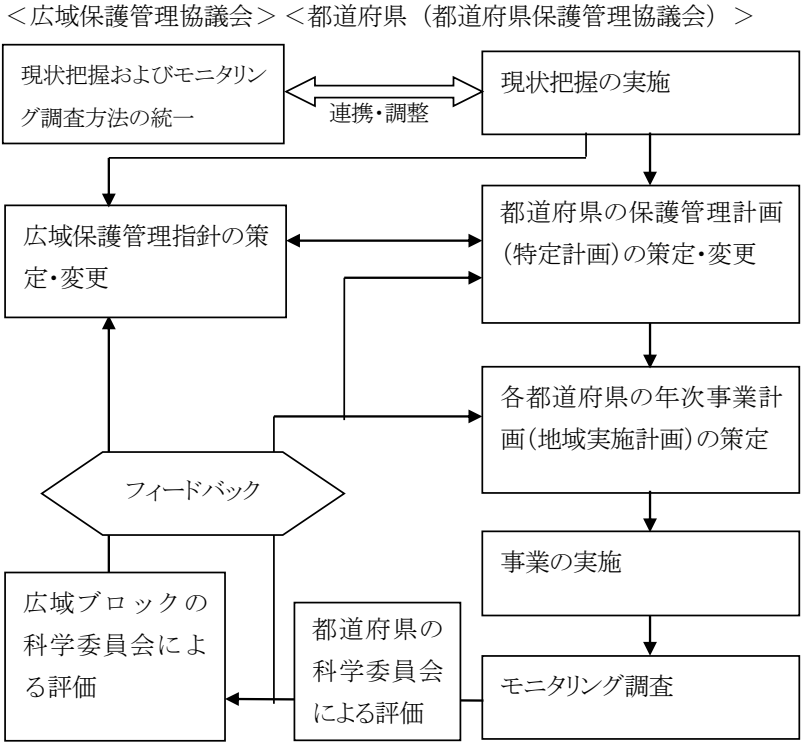 ＜広域保護管理協議会＞＜都道府県（都道府県保護管理協議会）＞
現状把握およびモニタリン
グ調査方法の統一
連携・調整
現状把握の実施
広域保護管理指針の策
定・変更
都道府県の保護管理計画
（特定計画）の策定・変更
各都道府県の年次事業計
画（地域実施計画）の策定
フィードバック
事業の実施
広域ブロックの
科学委員会によ
る評価
都道府県の
科学委員会
による評価
モニタリング調査